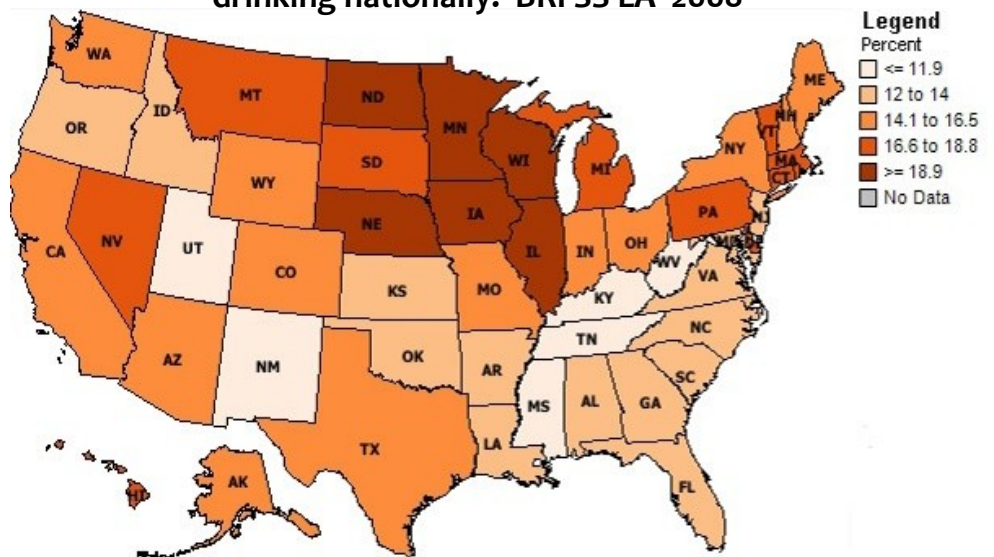 drinking nationally. BRFSS
Legend
Percent
<= 11.9
12 to 14
14.1 to 16.5
16.6 to 18.8
>= 18.9
No Data
WA
MT
ND
MN
ME
OR
ID
SD
WI
MI
NY
VT
NH
MA
CT
WY
NE
IA
PA
NJ
CA
NV
UT
CO
IL
IN
OH
WV
VA
KS
MO
KY
AZ
NM
OK
AR
TN
NC
SC
TX
LA
MS
AL
GA
FL
HI
AK